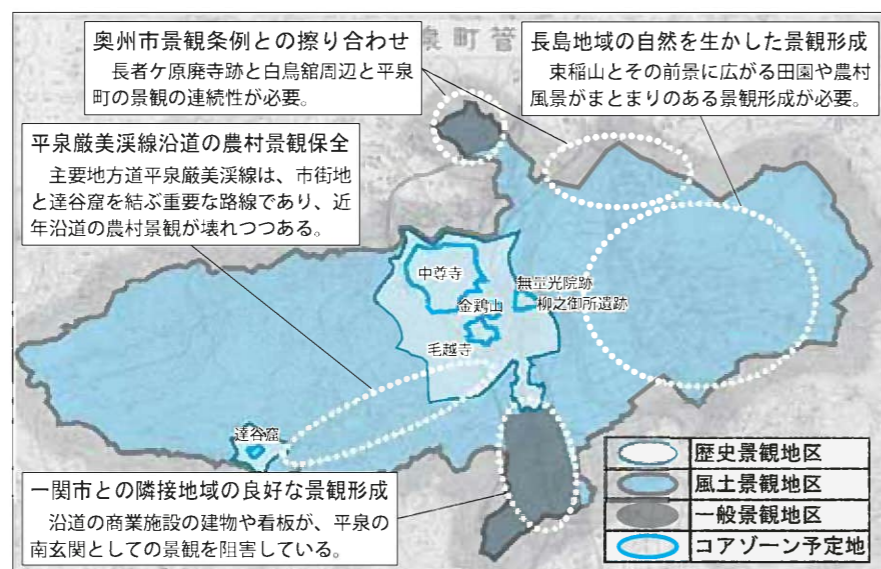 奥州市景観条例との擦り合わせ
長者ケ原廃寺跡と白鳥舘周辺と平泉
町の景観の連続性が必要。
泉町管
長島地域の自然を生かした景観形成
束稲山とその前景に広がる田園や農村
風景がまとまりのある景観形成が必要。
平泉厳美渓線沿道の農村景観保全
主要地方道平泉厳美渓線は、市街地
と達谷窟を結ぶ重要な路線であり、近
年沿道の農村景観が壊れつつある。
中尊寺
無量光院跡
金鶏山
柳之御所遺跡
毛越寺
達谷窟
一関市との隣接地域の良好な景観形成
沿道の商業施設の建物や看板が、平泉の
南玄関としての景観を阻害している。
歴史景観地区
風土景観地区
一般景観地区
コアゾーン予定地